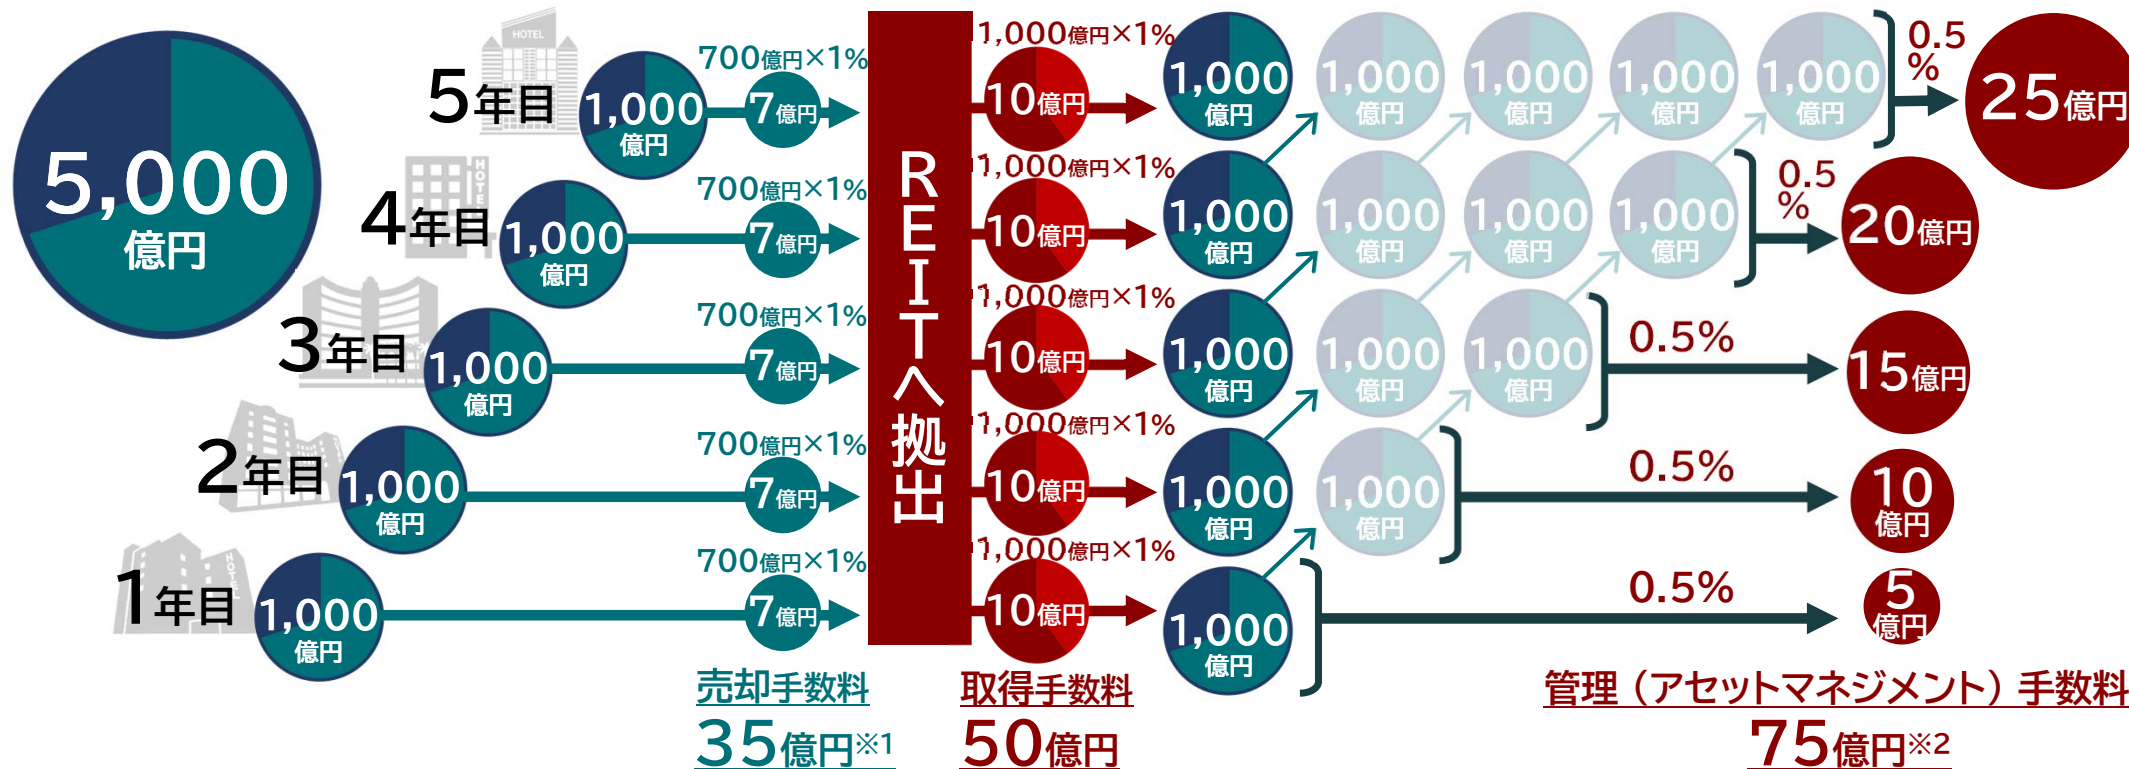 5,000
億円
HOTEL
5年目
1,000
億円
700億円×1%
7億円
1,000億円×1%
10億円
1,000
億円
1,000
億円
1,000
億円
1,000
億円
1,000
億円
0.5
%
25億円
HOTEL
4年目
1,000
億円
700億円×1%
7億円
1,000億円×1%
10億円
1,000
億円
1,000
億円
1,000
億円
1,000
億円
0.5
%
20億円
3年目
1,000
億円
700億円×1%
7億円
1,000億円×1%
10億円
1,000
億円
1,000
億円
1,000
億円
0.5%
15億円
2年目
1,000
億円
700億円×1%
7億円
1,000億円×1%
10億円
1,000
億円
1,000
億円
0.5%
10
億円
HOTEL
1年目
1,000
億円
700億円×1%
7億円
1,000億円×1%
10億円
1,000
億円
0.5%
5
億円
REITへ拠出
売却手数料
35億円※1
取得手数料
50億円
管理（アセットマネジメント）手数料
75億円※2